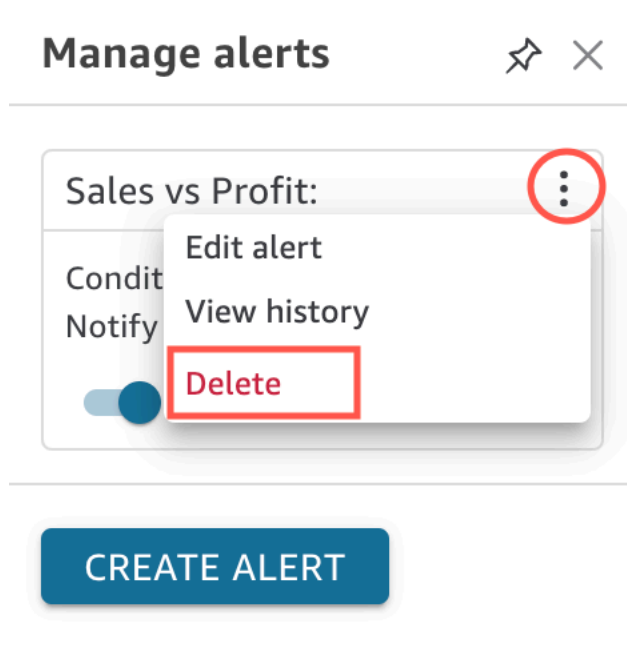 Manage alerts
Sales vs Profit:
Edit alert
Condit
View history
Notify
Delete
CREATE ALERT